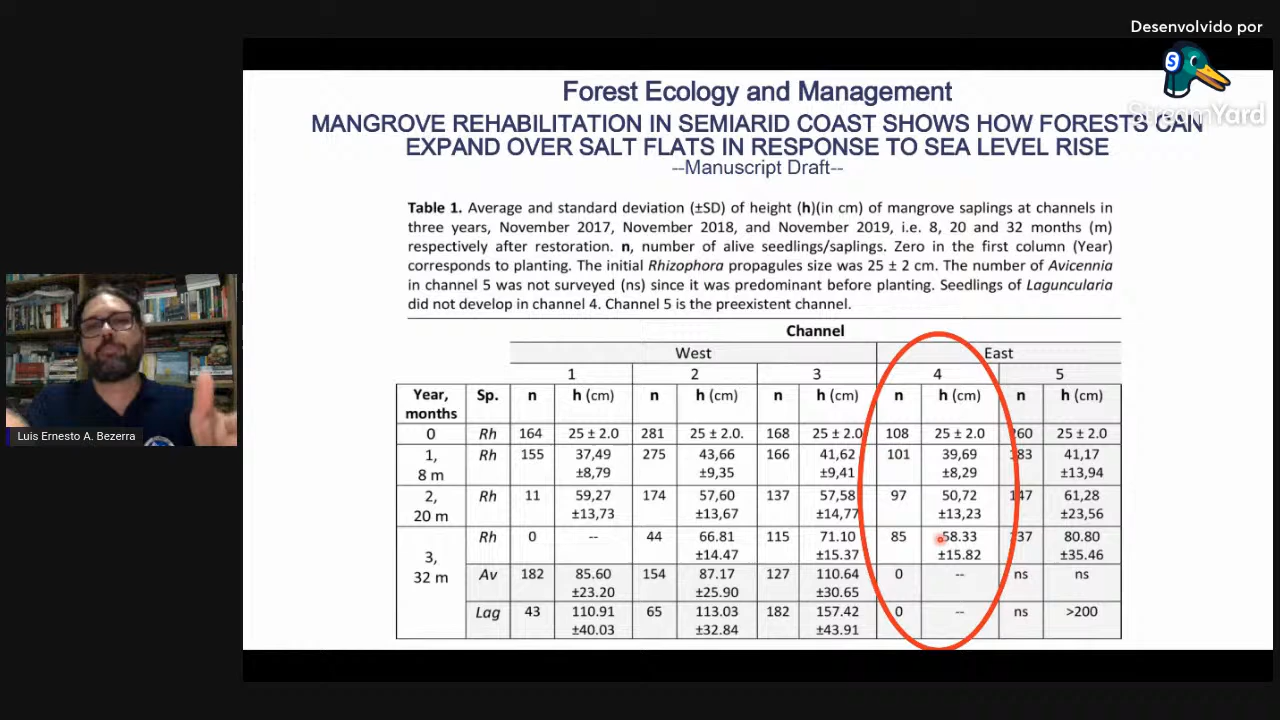 Desenvolvido por
S
StreamYard
Forest Ecology and Management
MANGROVE REHABILITATION IN SEMIARID COAST SHOWS HOW FORESTS CAN
EXPAND OVER SALT FLATS IN RESPONSE TO SEA LEVEL RISE
--Manuscript Draft--
Table 1. Average and standard deviation (±SD) of height (h)(in cm) of mangrove saplings at channels in
three years, November 2017, November 2018, and November 2019, i.e. 8, 20 and 32 months (m)
respectively after restoration. n, number of alive seedlings/saplings. Zero in the first column (Year)
corresponds to planting. The initial Rhizophora propagules size was 25 ± 2 cm. The number of Avicennia
in channel 5 was not surveyed (ns) since it was predominant before planting. Seedlings of Laguncularia
did not develop in channel 4. Channel 5 is the preexistent channel.
Channel
West East
1 2 3 4 5
Year, months Sp. n h (cm) n h (cm) n h (cm) n h (cm) n h (cm)
0 Rh 164 25 ± 2.0 281 25 ± 2.0. 168 25 ± 2.0 108 25 ± 2.0 25 ± 2.0
1, Rh 155 37,49 275 43,66 166 41,62 101 39,69 41,17
8 m ±8,79 ±9,35 ±9,41 ±8,29 ±13,94
2, Rh 11 59,27 174 57,60 137 57,58 97 50,72 147 61,28
20 m ±13,73 ±13,67 ±14,77 ±13,23 ±23,56
3, Rh 0 -- 44 66.81 115 71.10 85 58.33 80.80
32 m ±14.47 ±15.37 ±15.82 ±35.46
Av 182 85.60 154 87.17 127 110.64 0 -- ns ns
±23.20 ±25.90 ±30.65
Lag 43 110.91 65 113.03 182 157.42 0 -- ns >200
±40.03 ±32.84 ±43.91
Luis Ernesto A. Bezerra